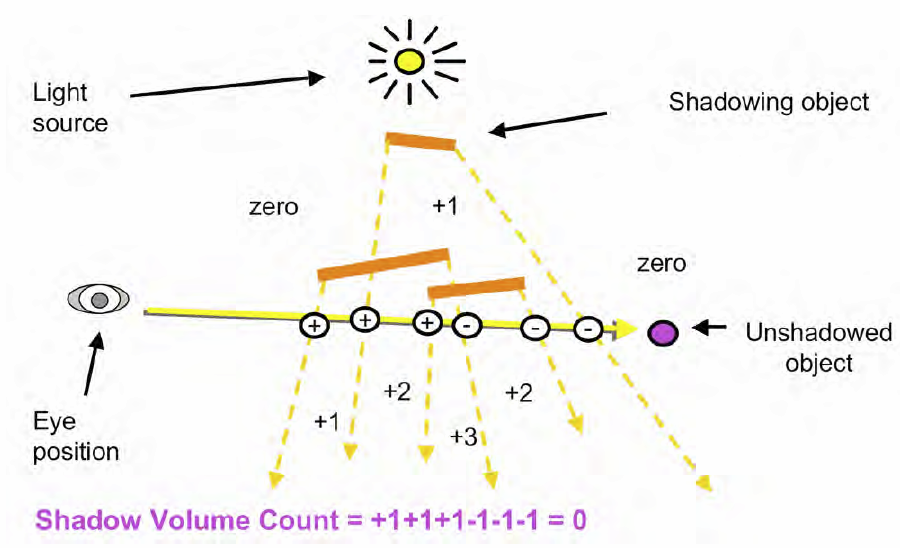 Light
source
Shadowing object
zero
+1
zero
+
+
+
-
-
-
Unshadowed
object
+2
+2
+1
+3
Eye
position
Shadow Volume Count = +1+1+1-1-1-1 = 0